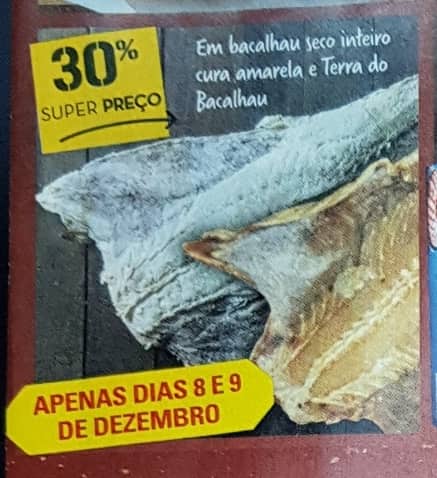 30%
SUPER PREÇO
Em bacalhau seco inteiro
cura amarela e Terra do
Bacalhau
APENAS DIAS 8 E 9
DE DEZEMBRO